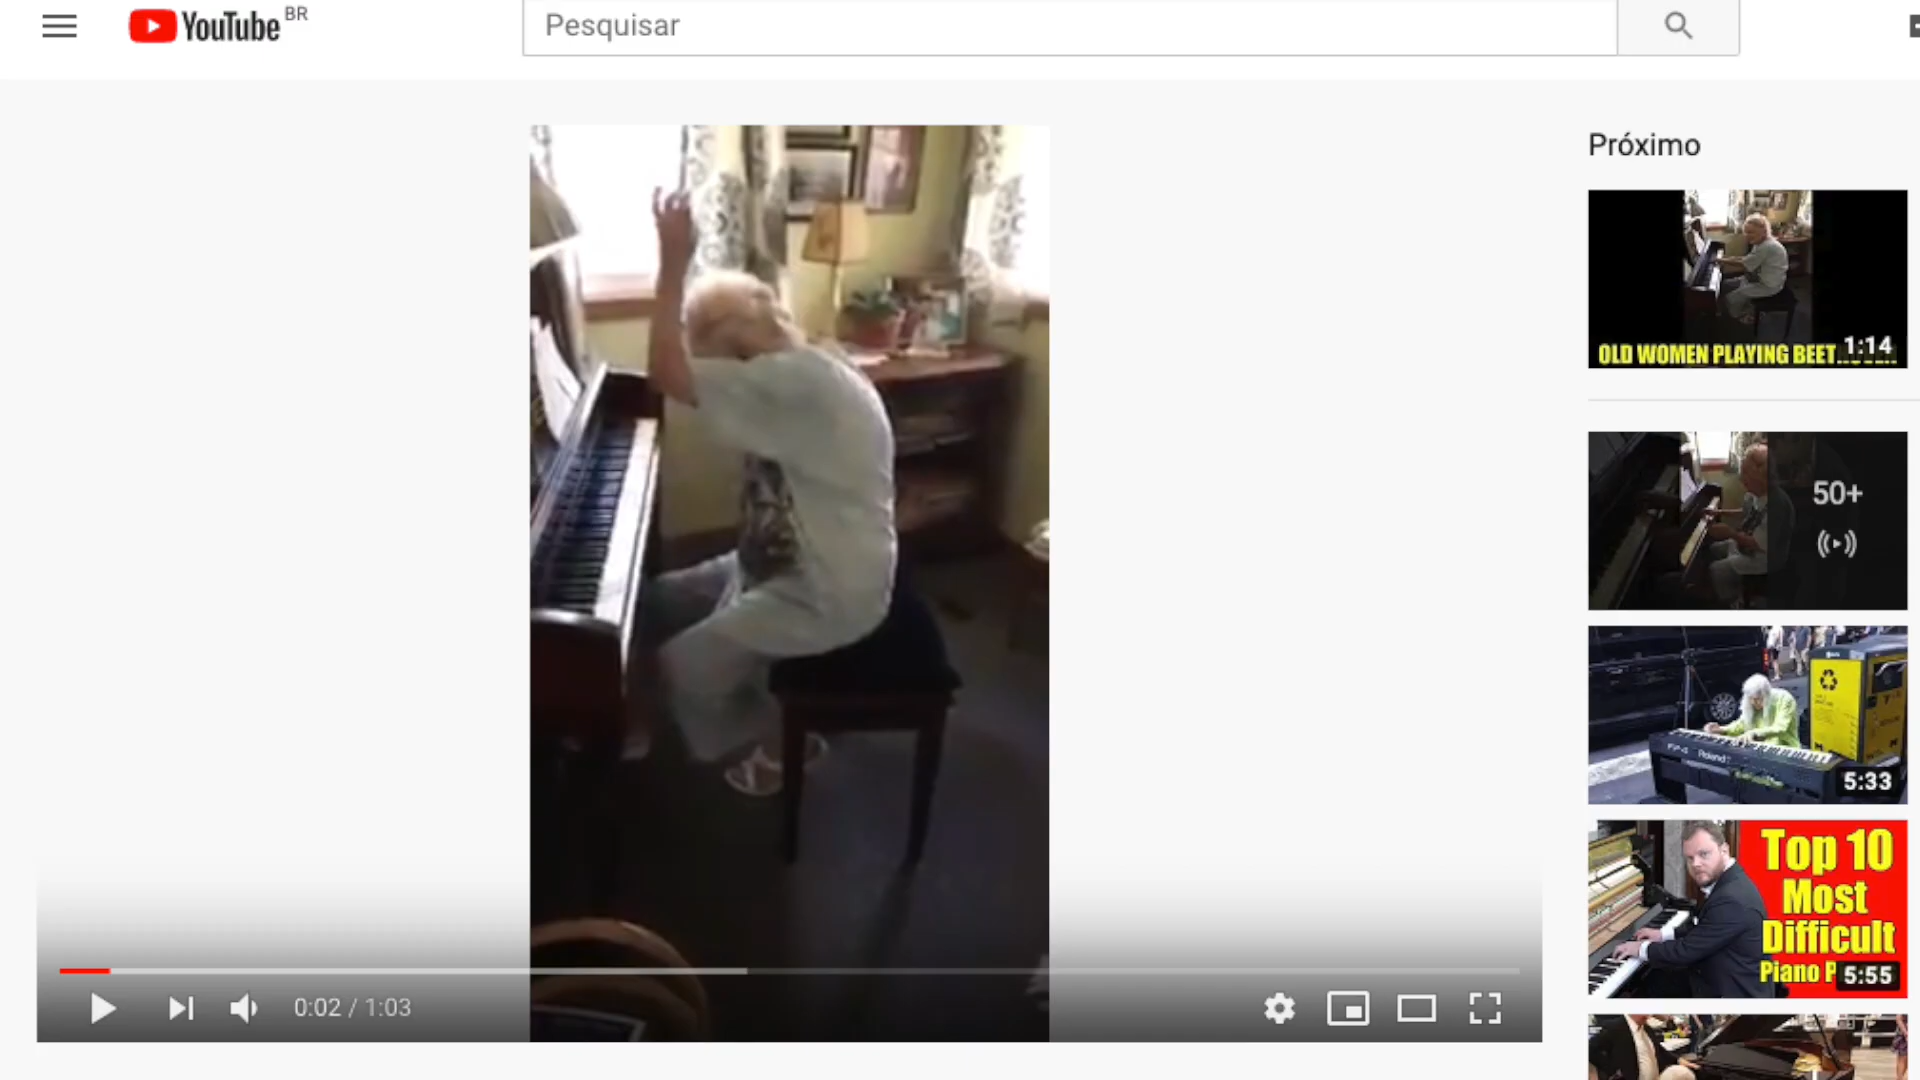 YouTube BR
Pesquisar
Próximo
OLD WOMEN PLAYING
1:14
50+
Roland
5:33
Top 10
Most
Difficult
Piano
5:55
0:02 / 1:03